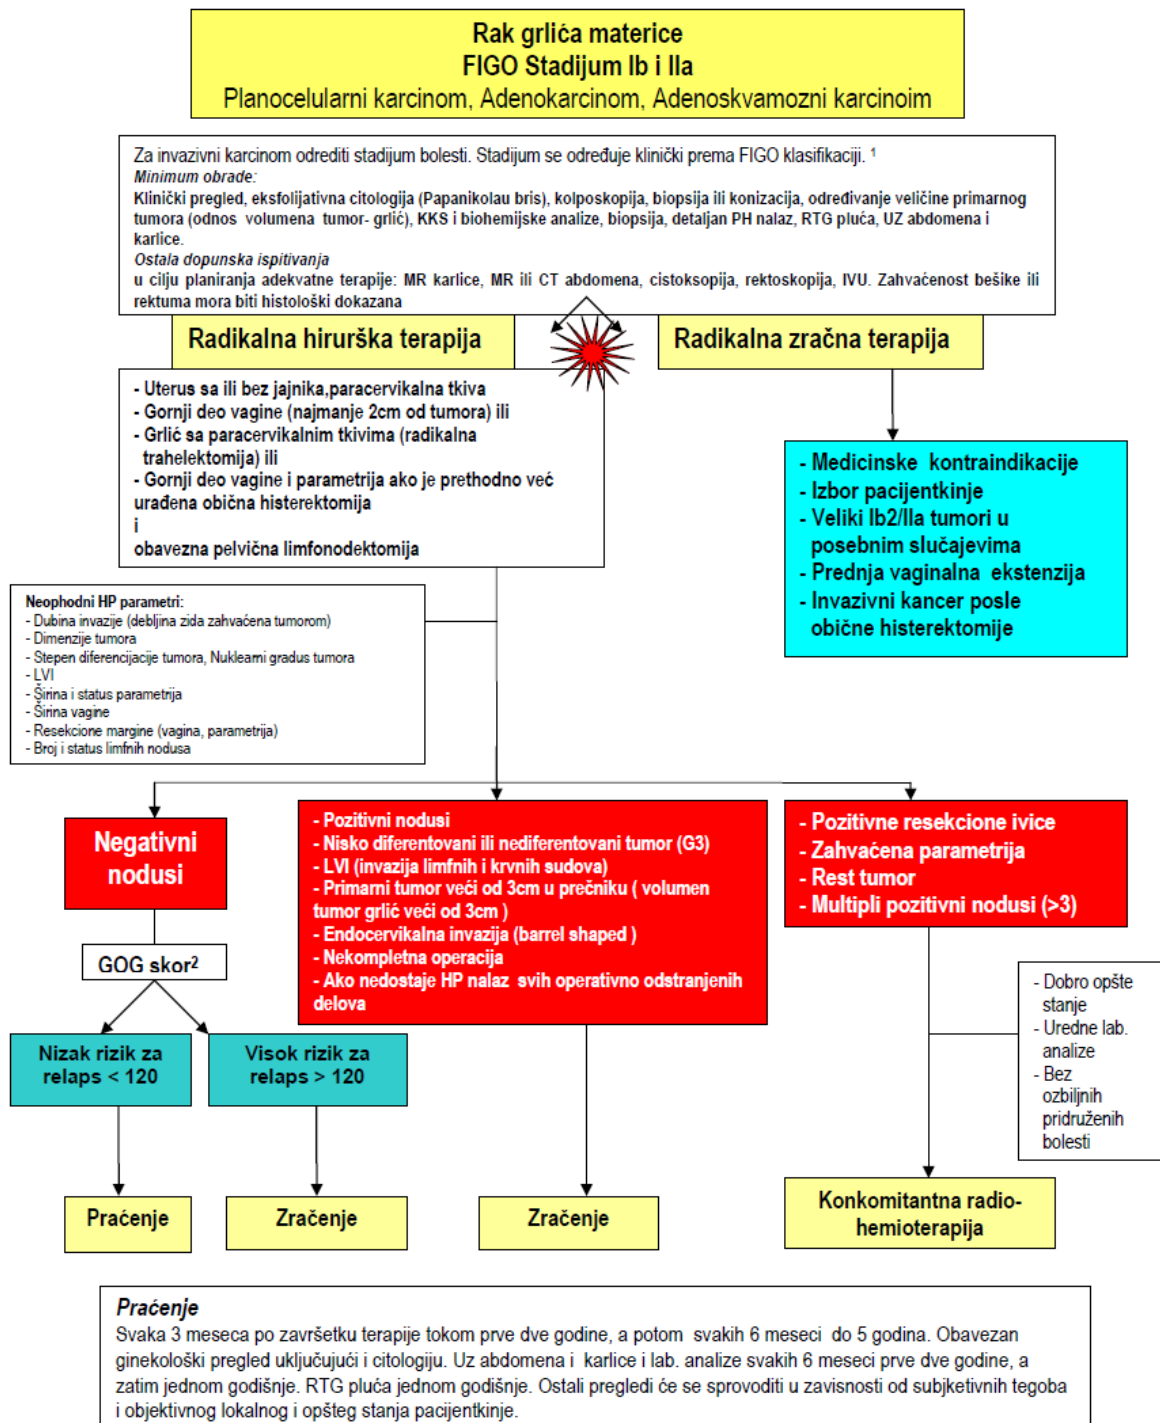 Rak grlića materice
FIGO Stadijum Ib i IIa
Planocelularni karcinom, Adenokarcinom, Adenoskvamozni karcinoim
Za invazivni karcinom odrediti stadijum bolesti. Stadijum se određuje klinički prema FIGO klasifikaciji. ¹
Minimum obrade:
Klinički pregled, eksfolijativna citologija (Papanikolau bris), kolposkopija, biopsija ili konizacija, određivanje veličine primarnog
tumora (odnos volumena tumor- grlić), KKS i biohemijske analize, biopsija, detaljan PH nalaz, RTG pluća, UZ abdomena i
karlice.
Ostala dopunska ispitivanja
u cilju planiranja adekvatne terapije: MR karlice, MR ili CT abdomena, cistoksopija, rektoskopija, IVU. Zahvaćenost bešike ili
rektuma mora biti histološki dokazana
Radikalna hirurška terapija
Radikalna zračna terapija
- Uterus sa ili bez jajnika,paracervikalna tkiva
- Gornji deo vagine (najmanje 2cm od tumora) ili
- Grlić sa paracervikalnim tkivima (radikalna
trahelektomija) ili
- Gornji deo vagine i parametrija ako je prethodno već
urađena obična histerektomija
i
obavezna pelvična limfonodektomija
- Medicinske kontraindikacije
- Izbor pacijentkinje
- Veliki Ib2/IIa tumori u
posebnim slučajevima
- Prednja vaginalna ekstenzija
- Invazivni kancer posle
obične histerektomije
Neophodni HP parametri:
- Dubina invazije (debljina zida zahvaćena tumorom)
- Dimenzije tumora
- Stepen diferencijacije tumora, Nuklearni gradus tumora
- LVI
- Širina i status parametrija
- Širina vagine
- Resekcione margine (vagina, parametrija)
- Broj i status limfnih nodusa
Negativni
nodusi
- Pozitivni nodusi
- Nisko diferentovani ili nediferentovani tumor (G3)
- LVI (invazija limfnih i krvnih sudova)
- Primarni tumor veći od 3cm u prečniku ( volumen
tumor grlić veći od 3cm )
- Endocervikalna invazija (barrel shaped )
- Nekompletna operacija
- Ako nedostaje HP nalaz svih operativno odstranjenih
delova
- Pozitivne resekcione ivice
- Zahvaćena parametrija
- Rest tumor
- Multipli pozitivni nodusi (>3)
GOG skor²
- Dobro opšte
stanje
- Uredne lab.
analize
- Bez
ozbiljnih
pridruženih
bolesti
Nizak rizik za
relaps < 120
Visok rizik za
relaps > 120
Praćenje
Zračenje
Zračenje
Konkomitantna radio-
hemioterapija
Praćenje
Svaka 3 meseca po završetku terapije tokom prve dve godine, a potom svakih 6 meseci do 5 godina. Obavezan
ginekološki pregled uključujući i citologiju. Uz abdomena i karlice i lab. analize svakih 6 meseci prve dve godine, a
zatim jednom godišnje. RTG pluća jednom godišnje. Ostali pregledi će se sprovoditi u zavisnosti od subjketivnih tegoba
i objektivnog lokalnog i opšteg stanja pacijentkinje.